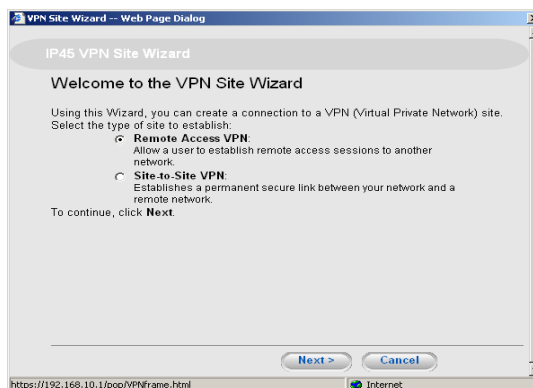 VPN Site Wizard -- Web Page Dialog
IP45 VPN Site Wizard
Welcome to the VPN Site Wizard
Using this Wizard, you can create a connection to a VPN (Virtual Private Network) site.
Select the type of site to establish:
Remote Access VPN:
Allow a user to establish remote access sessions to another
network.
Site-to-Site VPN:
Establishes a permanent secure link between your network and a
remote network.
To continue, click Next.
Next >
Cancel
https://192.168.10.1/pop/VPNframe.html
Internet